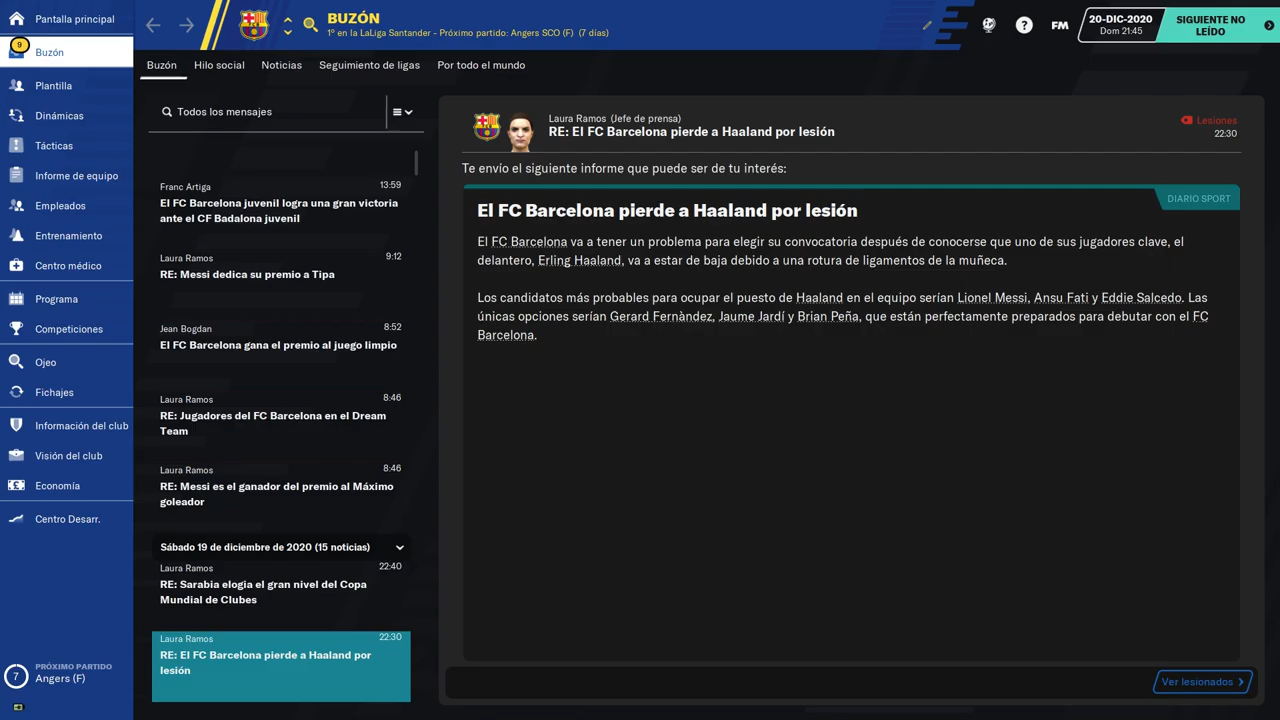 Pantalla principal
9
Buzón
Plantilla
Dinámicas
Tácticas
Informe de equipo
Empleados
Entrenamiento
Centro médico
Programa
Competiciones
Ojeo
Fichajes
Información del club
Visión del club
Economía
Centro Desarr.
7
PRÓXIMO PARTIDO
Angers (F)
BUZÓN
1º en la LaLiga Santander - Próximo partido: Angers SCO (F) (7 días)
?
FM
20-DIC-2020
Dom 21:45
SIGUIENTE NO
LEÍDO
Buzón
Hilo social
Noticias
Seguimiento de ligas
Por todo el mundo
Todos los mensajes
Franc Artiga
13:59
El FC Barcelona juvenil logra una gran victoria
ante el CF Badalona juvenil
Laura Ramos
9:12
RE: Messi dedica su premio a Tipa
Jean Bogdan
8:52
El FC Barcelona gana el premio al juego limpio
Laura Ramos
8:46
RE: Jugadores del FC Barcelona en el Dream
Team
Laura Ramos
8:46
RE: Messi es el ganador del premio al Máximo
goleador
Sábado 19 de diciembre de 2020 (15 noticias)
Laura Ramos
22:40
RE: Sarabia elogia el gran nivel del Copa
Mundial de Clubes
Laura Ramos
22:30
RE: El FC Barcelona pierde a Haaland por
lesión
Laura Ramos (Jefe de prensa)
RE: El FC Barcelona pierde a Haaland por lesión
Lesiones
22:30
Te envío el siguiente informe que puede ser de tu interés:
DIARIO SPORT
El FC Barcelona pierde a Haaland por lesión
El FC Barcelona va a tener un problema para elegir su convocatoria después de conocerse que uno de sus jugadores clave, el
delantero, Erling Haaland, va a estar de baja debido a una rotura de ligamentos de la muñeca.
Los candidatos más probables para ocupar el puesto de Haaland en el equipo serían Lionel Messi, Ansu Fati y Eddie Salcedo. Las
únicas opciones serían Gerard Fernàndez, Jaume Jardí y Brian Peña, que están perfectamente preparados para debutar con el FC
Barcelona.
Ver lesionados